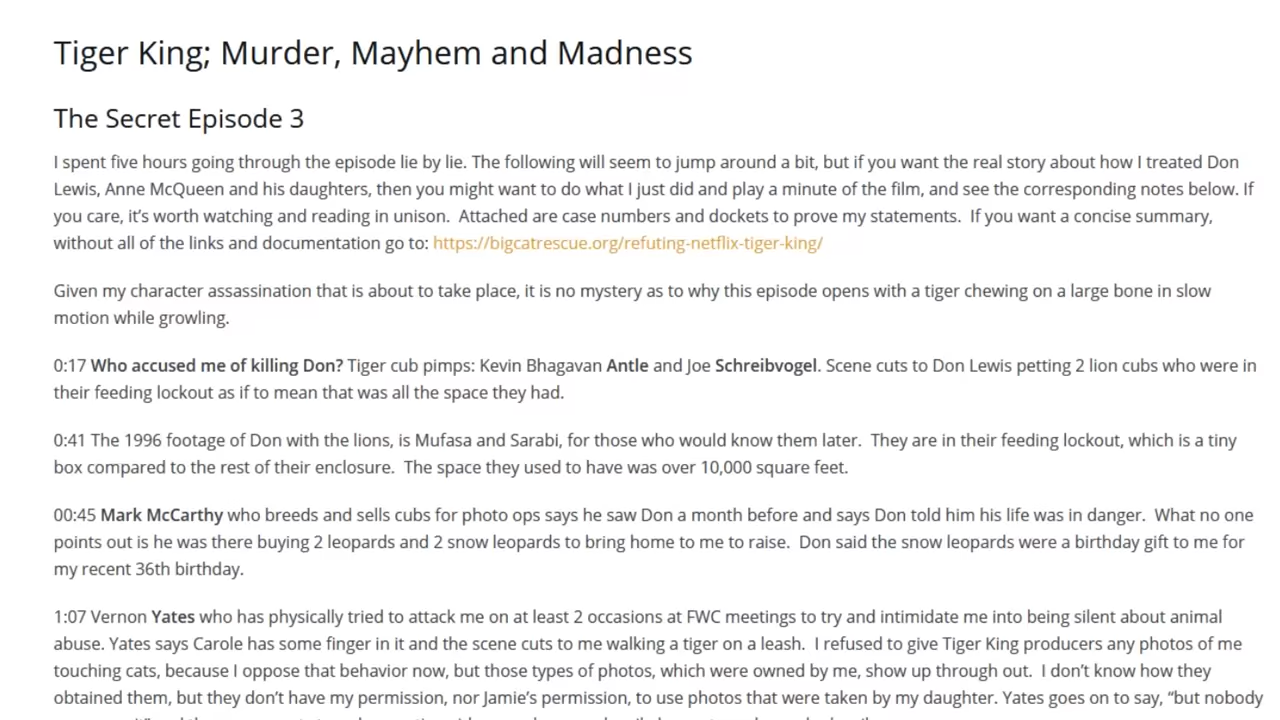 Tiger King; Murder, Mayhem and Madness
The Secret Episode 3
I spent five hours going through the episode lie by lie. The following will seem to jump around a bit, but if you want the real story about how I treated Don
Lewis, Anne McQueen and his daughters, then you might want to do what I just did and play a minute of the film, and see the corresponding notes below. If
you care, it's worth watching and reading in unison.  Attached are case numbers and dockets to prove my statements.  If you want a concise summary,
without all of the links and documentation go to: https://bigcatrescue.org/refuting-netflix-tiger-king/
Given my character assassination that is about to take place, it is no mystery as to why this episode opens with a tiger chewing on a large bone in slow
motion while growling.
0:17 Who accused me of killing Don? Tiger cub pimps: Kevin Bhagavan Antle and Joe Schreibvogel. Scene cuts to Don Lewis petting 2 lion cubs who were in
their feeding lockout as if to mean that was all the space they had.
0:41 The 1996 footage of Don with the lions, is Mufasa and Sarabi, for those who would know them later.  They are in their feeding lockout, which is a tiny
box compared to the rest of their enclosure.  The space they used to have was over 10,000 square feet.
00:45 Mark McCarthy who breeds and sells cubs for photo ops says he saw Don a month before and says Don told him his life was in danger.  What no one
points out is he was there buying 2 leopards and 2 snow leopards to bring home to me to raise.  Don said the snow leopards were a birthday gift to me for
my recent 36th birthday.
1:07 Vernon Yates who has physically tried to attack me on at least 2 occasions at FWC meetings to try and intimidate me into being silent about animal
abuse. Yates says Carole has some finger in it and the scene cuts to me walking a tiger on a leash.  I refused to give Tiger King producers any photos of me
touching cats, because I oppose that behavior now, but those types of photos, which were owned by me, show up through out.  I don't know how they
obtained them, but they don't have my permission, nor Jamie's permission, to use photos that were taken by my daughter. Yates goes on to say, "but nobody